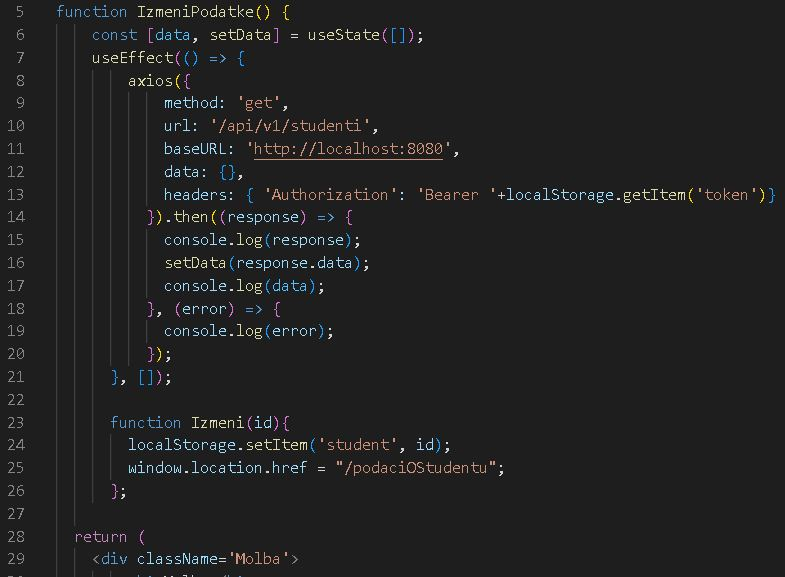 5 function IzmeniPodatke() {
6 const [data, setData] = useState([]);
7 useEffect(() => {
8 axios({
9 method: 'get',
10 url: '/api/v1/studenti',
11 baseURL: 'http://localhost:8080',
12 data: {},
13 headers: { 'Authorization': 'Bearer '+localStorage.getItem('token')}
14 }).then((response) => {
15 console.log(response);
16 setData(response.data);
17 console.log(data);
18 }, (error) => {
19 console.log(error);
20 });
21 }, []);
22
23 function Izmeni(id){
24 localStorage.setItem('student', id);
25 window.location.href = "/podaciOStudentu";
26 };
27
28 return (
29 <div className='Molba'>